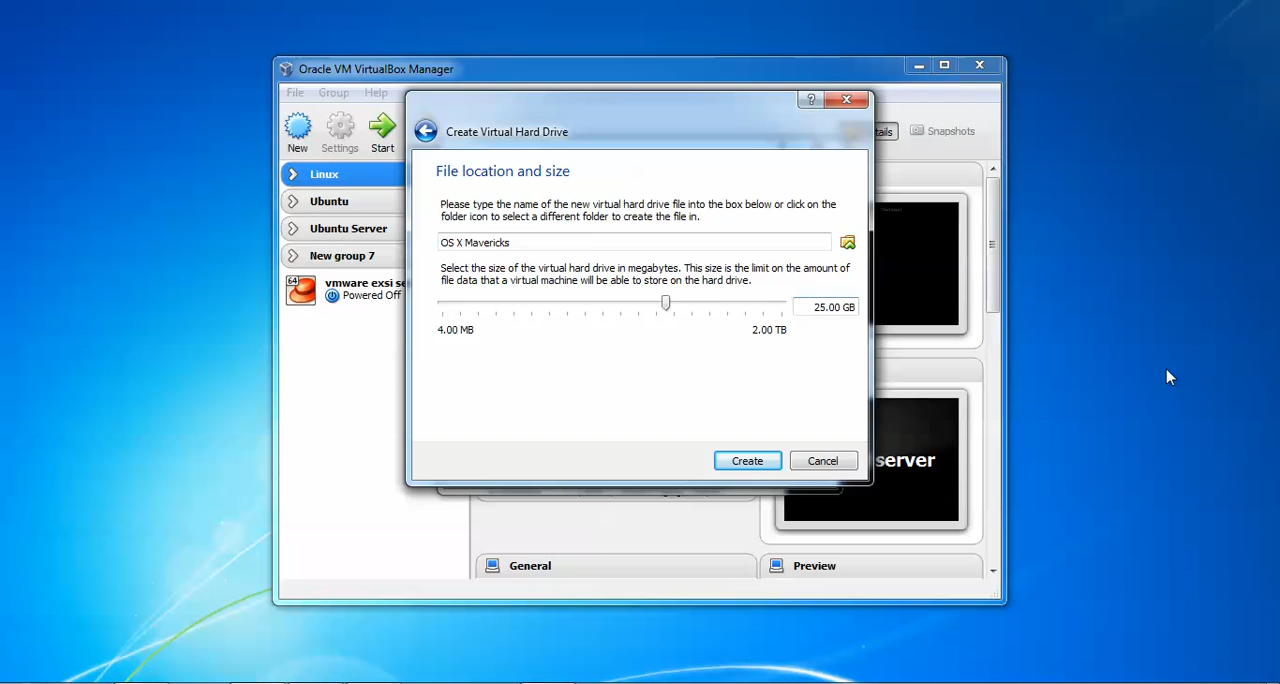 Oracle VM VirtualBox Manager
File Group Help
New Settings Start
tails Snapshots
Create Virtual Hard Drive
Linux
Ubuntu
Ubuntu Server
New group 7
64
vmware exsi se
Powered Off
File location and size
Please type the name of the new virtual hard drive file into the box below or click on the
folder icon to select a different folder to create the file in.
OS X Mavericks
Select the size of the virtual hard drive in megabytes. This size is the limit on the amount of
file data that a virtual machine will be able to store on the hard drive.
25.00 GB
4.00 MB 2.00 TB
Create Cancel
server
General Preview